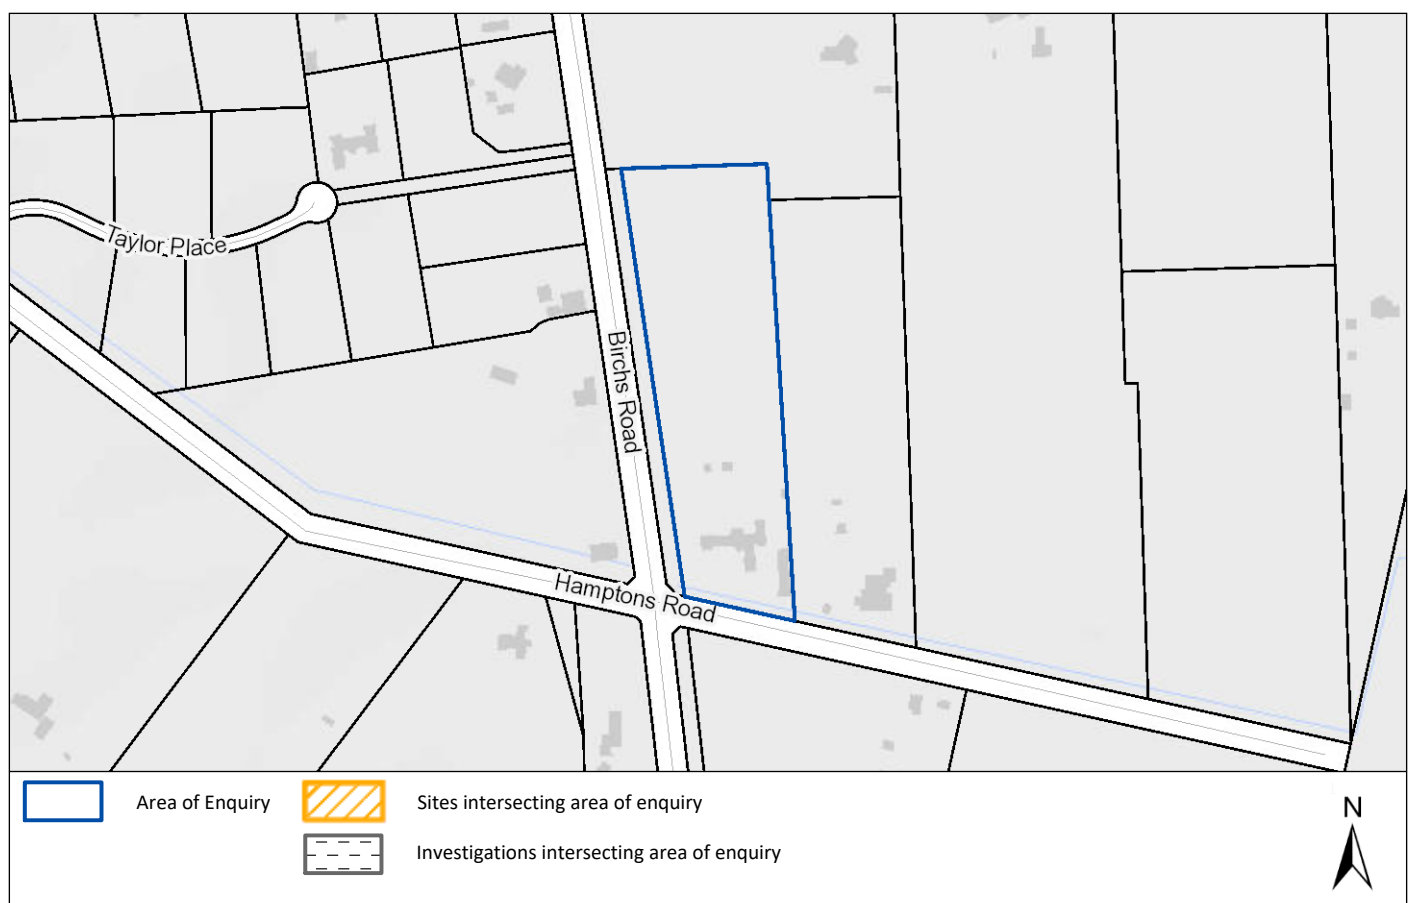 Taylor Place
Birchs Road
Hamptons Road
Area of Enquiry
Sites intersecting area of enquiry
Investigations intersecting area of enquiry
N